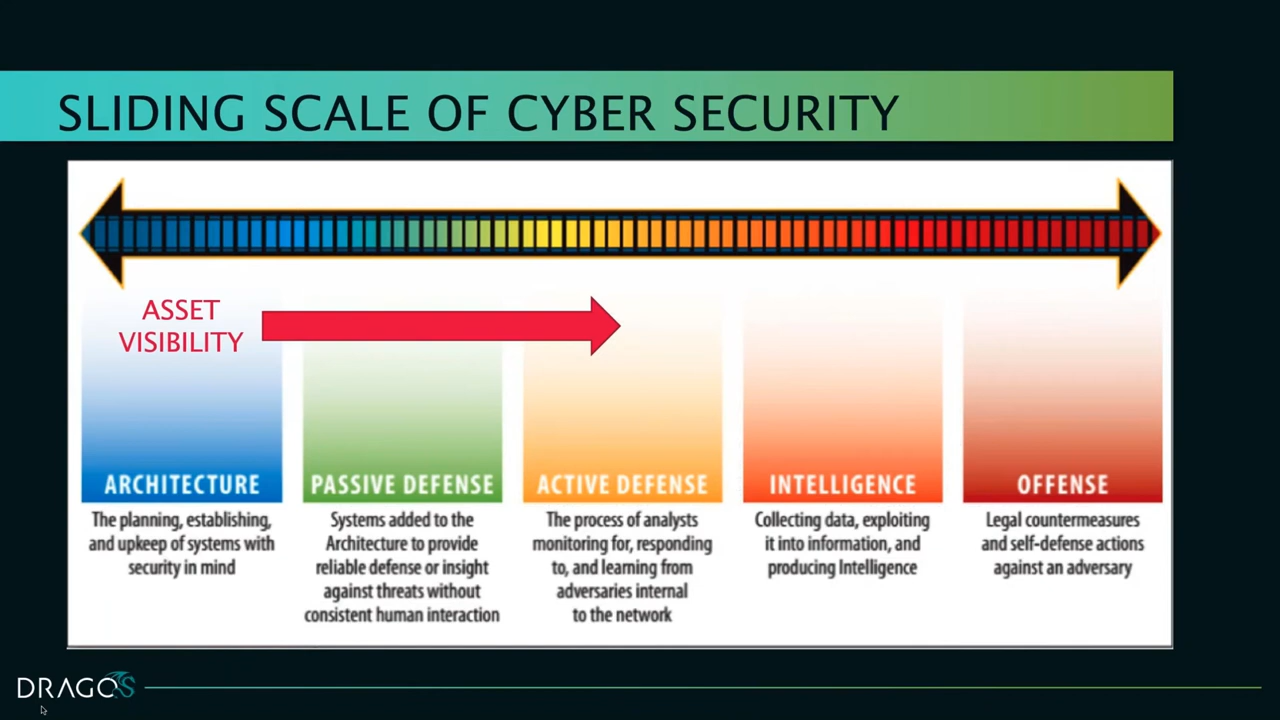 SLIDING SCALE OF CYBER SECURITY
ASSET
VISIBILITY
ARCHITECTURE
The planning, establishing,
and upkeep of systems with
security in mind
PASSIVE DEFENSE
Systems added to the
Architecture to provide
reliable defense or insight
against threats without
consistent human interaction
ACTIVE DEFENSE
The process of analysts
monitoring for, responding
to, and learning from
adversaries internal
to the network
INTELLIGENCE
Collecting data, exploiting
it into information, and
producing Intelligence
OFFENSE
Legal countermeasures
and self-defense actions
against an adversary
DRAGOS